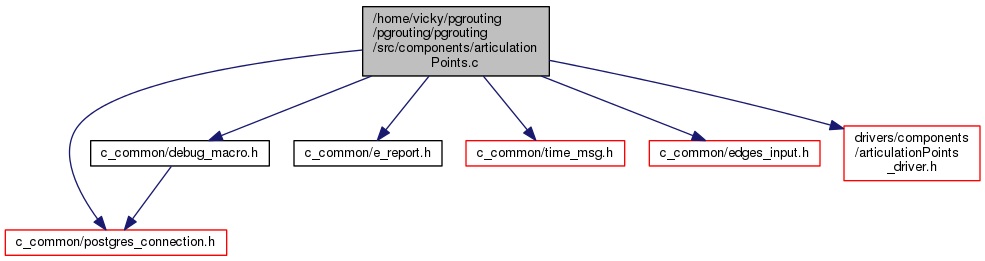 /home/vicky/pgrouting
/pgrouting/pgrouting
/src/components/articulation
Points.c
c_common/debug_macro.h
c_common/e_report.h
c_common/time_msg.h
c_common/edges_input.h
drivers/components
/articulationPoints
_driver.h
c_common/postgres_connection.h